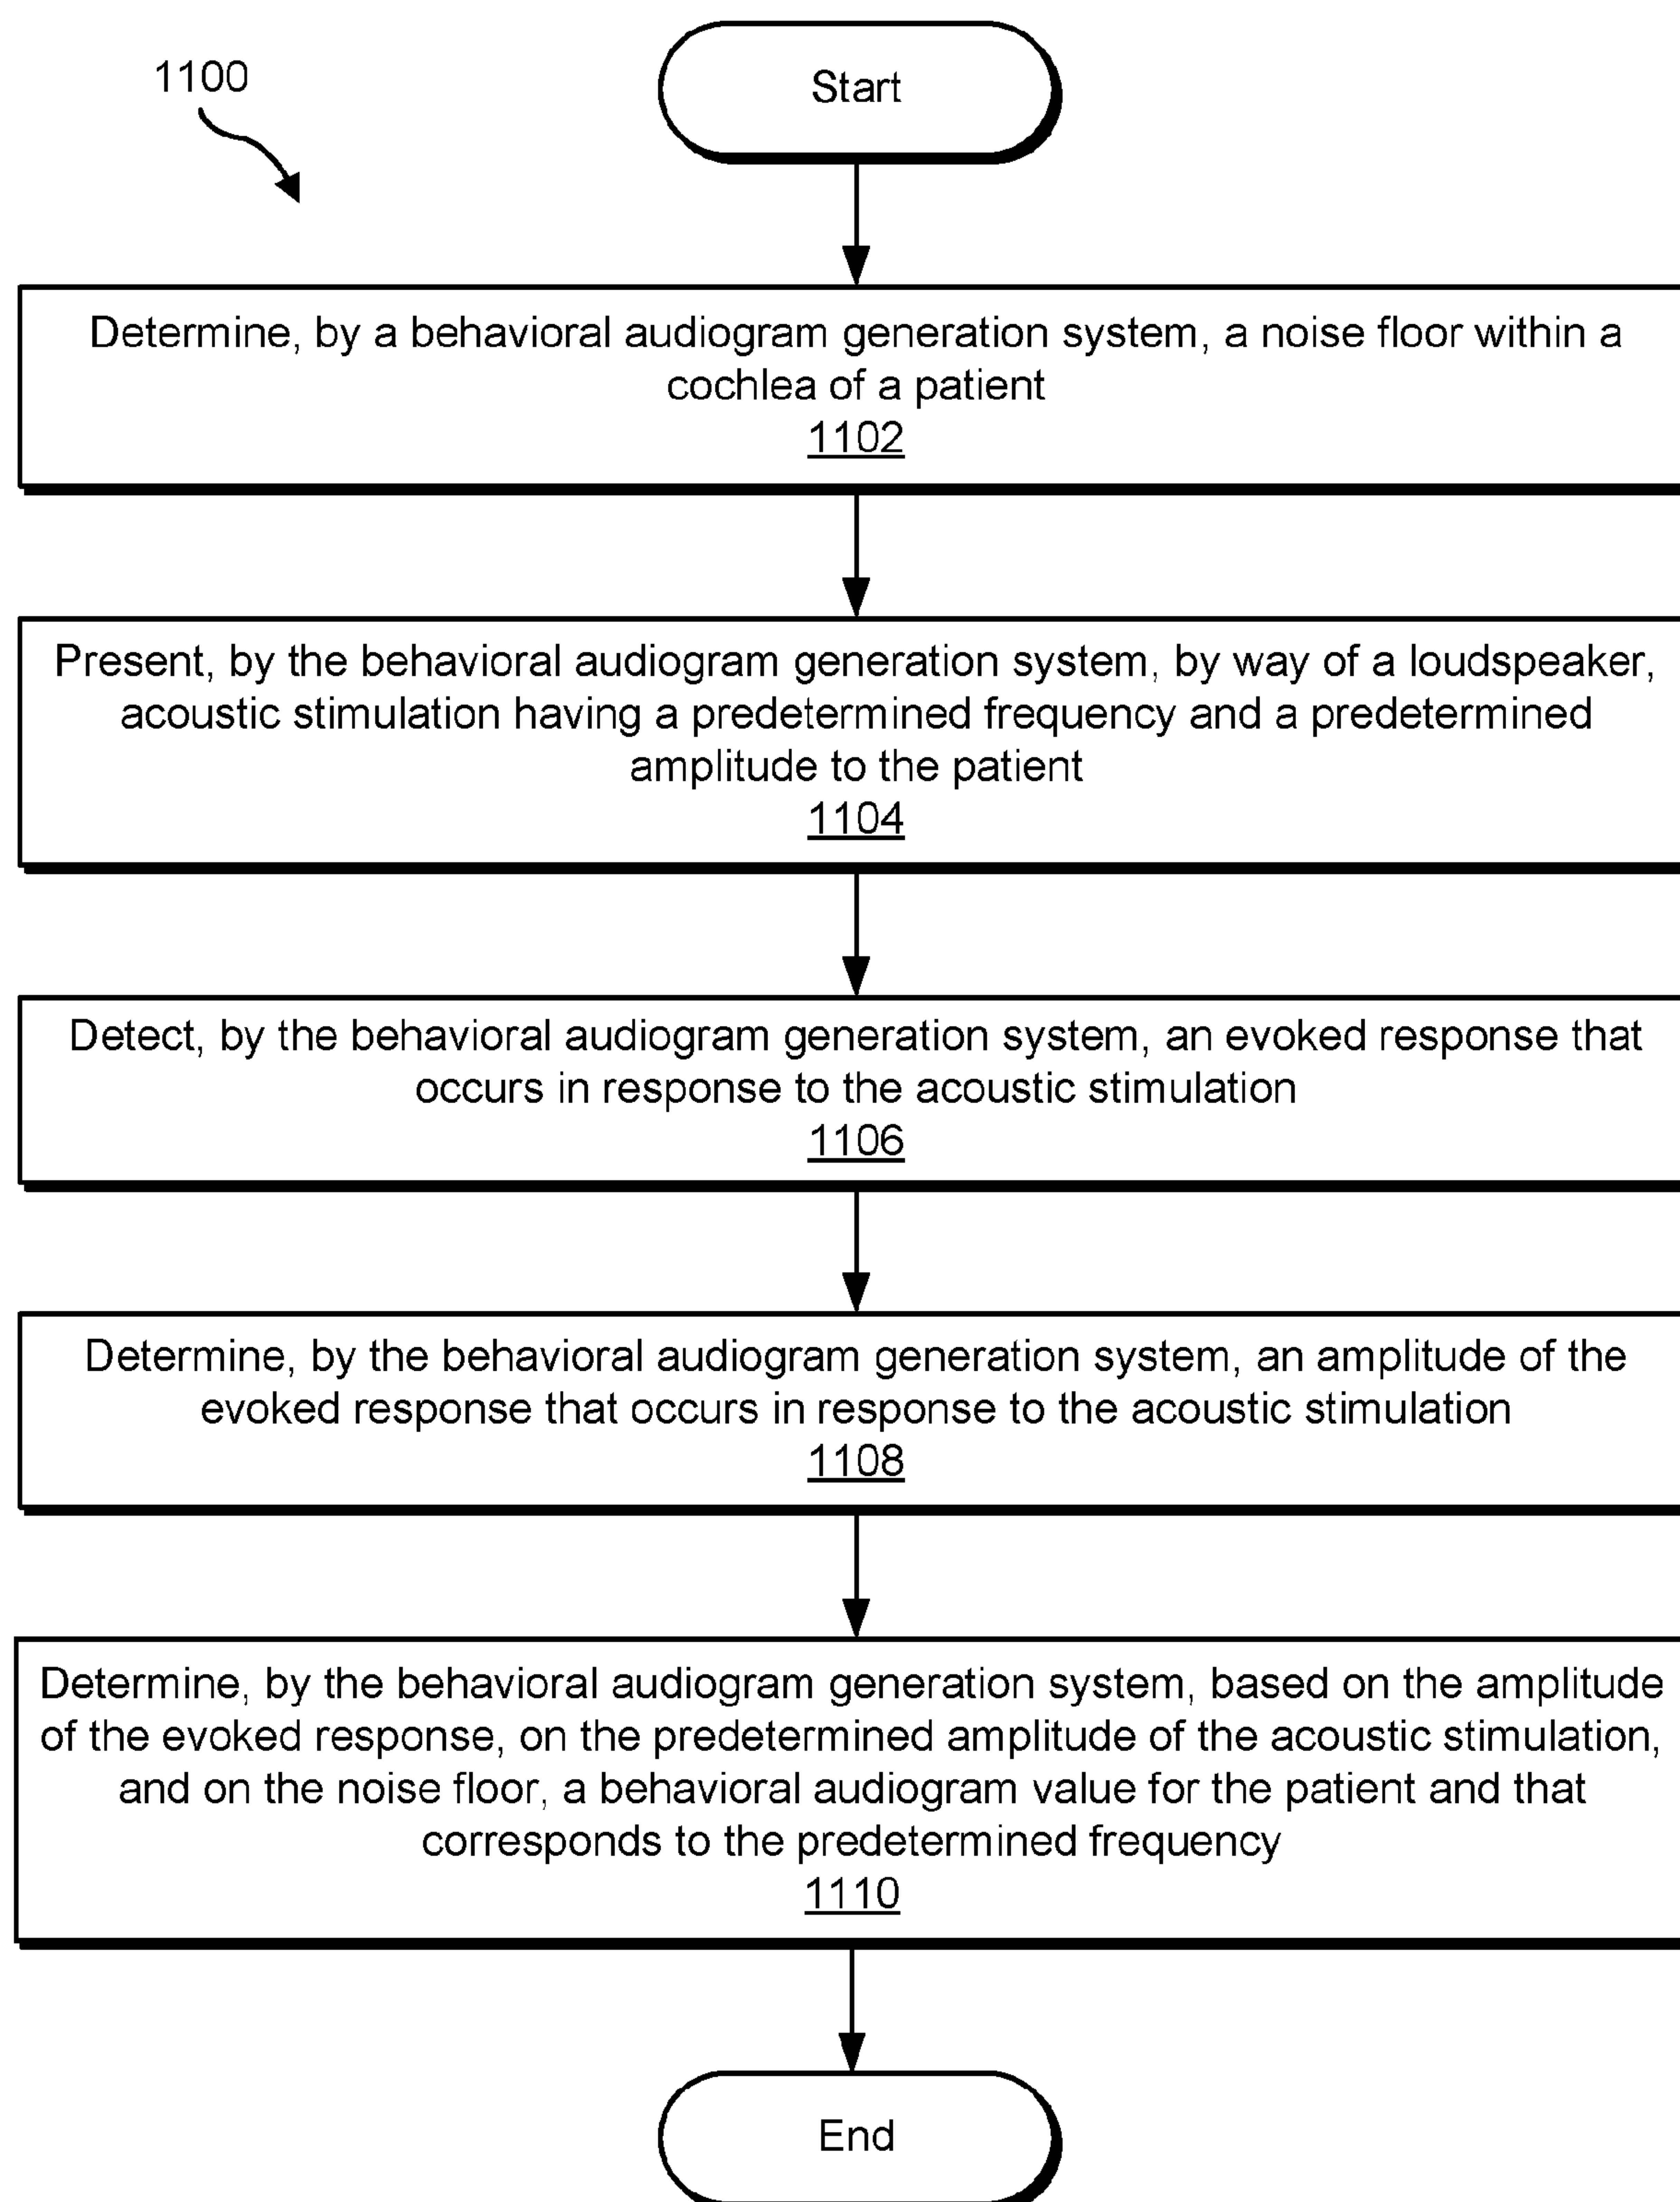 1100
Start
Determine, by a behavioral audiogram generation system, a noise floor within a
cochlea of a patient
1102
Present, by the behavioral audiogram generation system, by way of a loudspeaker,
acoustic stimulation having a predetermined frequency and a predetermined
amplitude to the patient
1104
Detect, by the behavioral audiogram generation system, an evoked response that
occurs in response to the acoustic stimulation
1106
Determine, by the behavioral audiogram generation system, an amplitude of the
evoked response that occurs in response to the acoustic stimulation
1108
Determine, by the behavioral audiogram generation system, based on the amplitude
of the evoked response, on the predetermined amplitude of the acoustic stimulation,
and on the noise floor, a behavioral audiogram value for the patient and that
corresponds to the predetermined frequency
1110
End